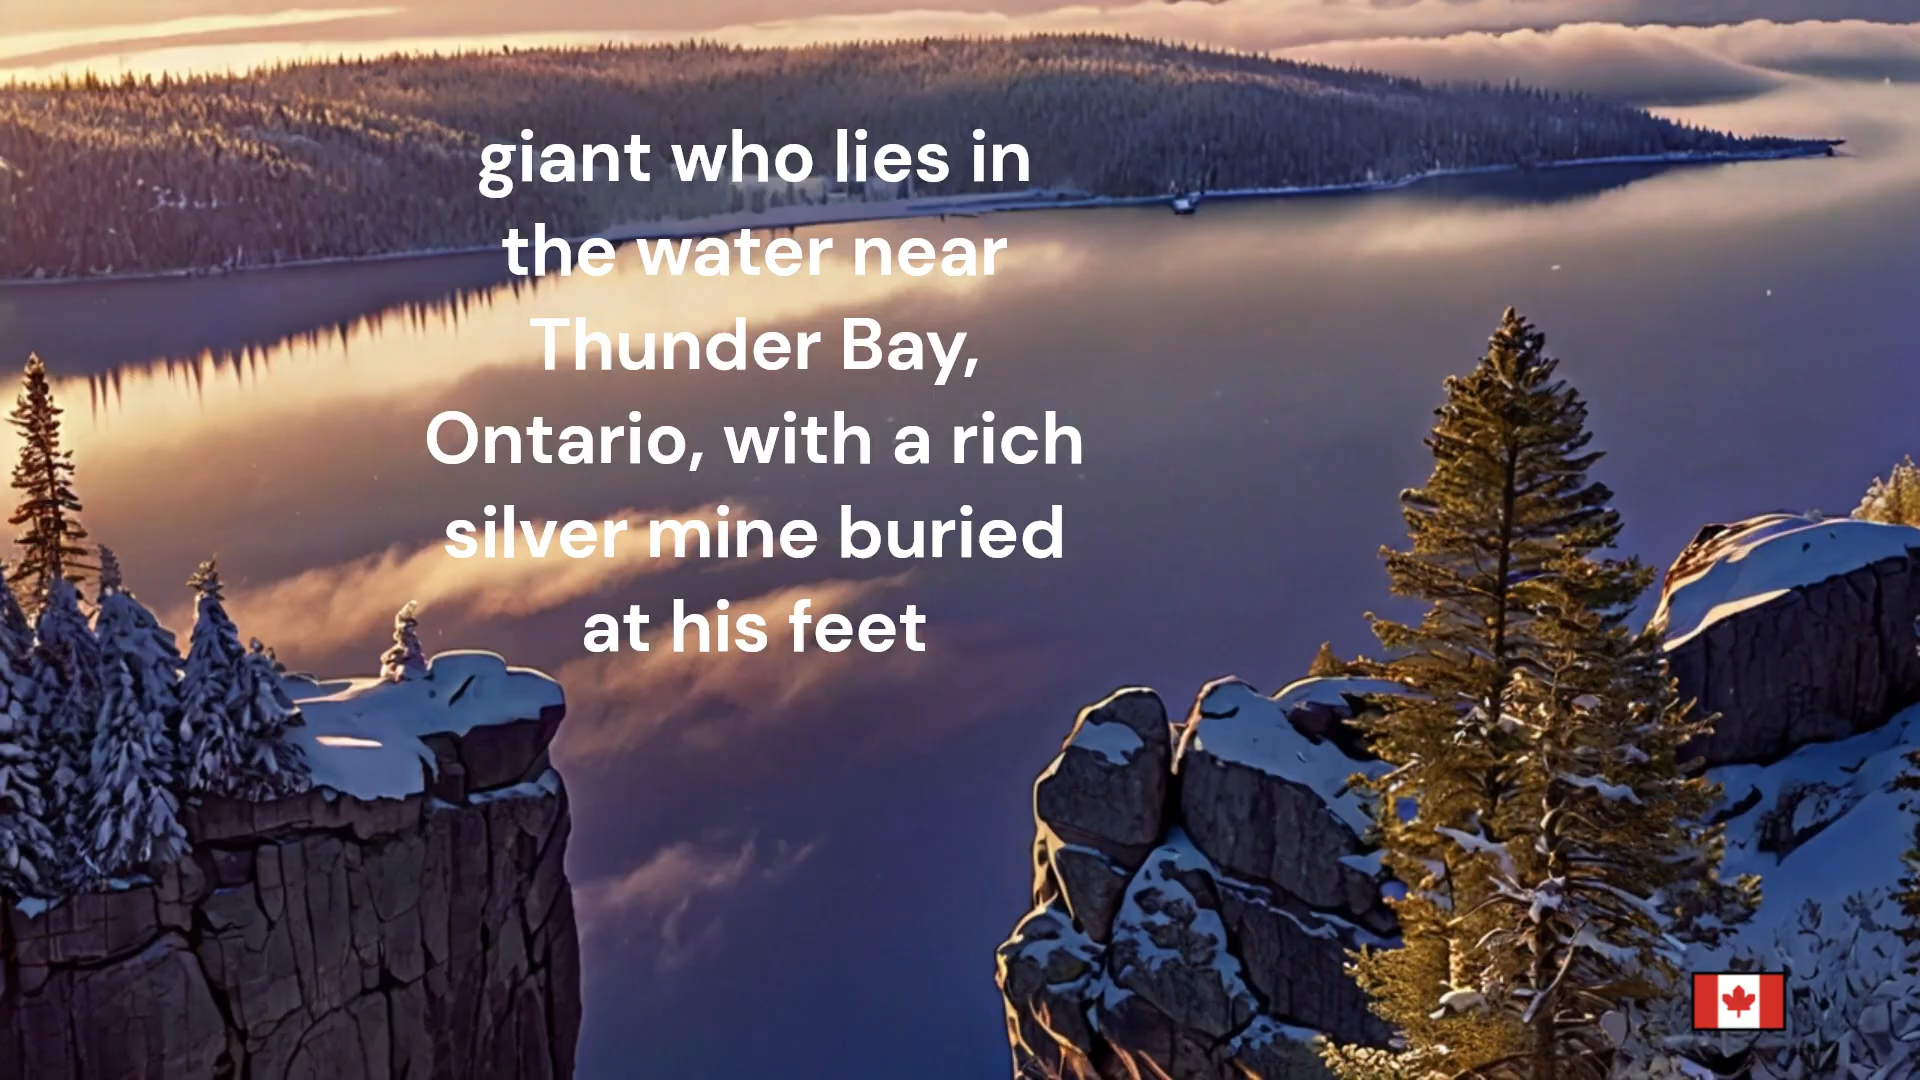 giant who lies in
the water near
Thunder Bay,
Ontario, with a rich
silver mine buried
at his feet